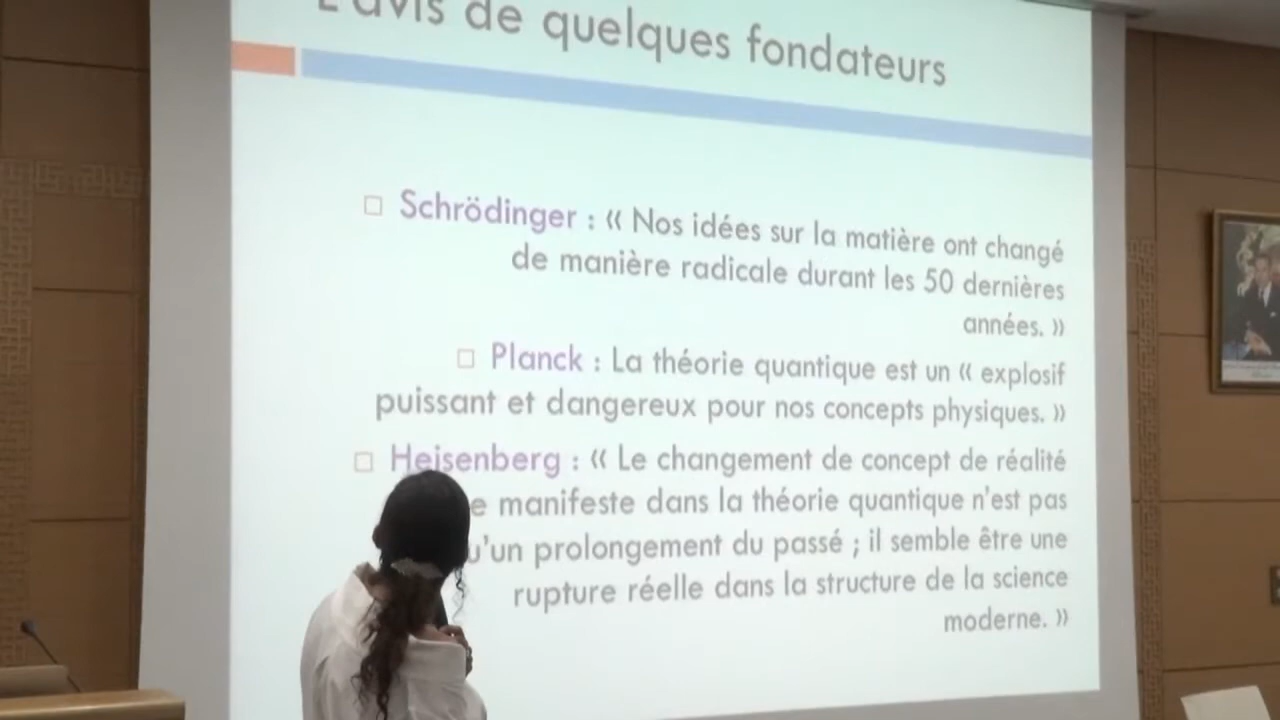 L'avis de quelques fondateurs
□ Schrödinger : « Nos idées sur la matière ont changé
de manière radicale durant les 50 dernières
années. »
□ Planck : La théorie quantique est un « explosif
puissant et dangereux pour nos concepts physiques. »
□ Heisenberg : « Le changement de concept de réalité
manifeste dans la théorie quantique n'est pas
prolongement du passé ; il semble être une
rupture réelle dans la structure de la science
moderne. »